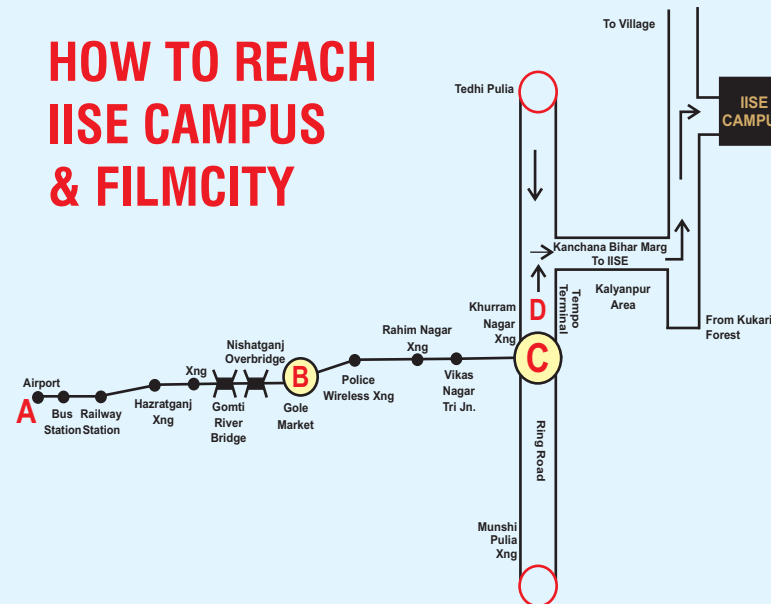 HOW TO REACH
IISE CAMPUS
& FILMCITY
To Village
IISE
CAMPU
Tedhi Pulia
Kanchana Bihar Marg
To IISE
Kalyanpur
Area
From Kukari
Forest
D
Tempo
Terminal
Khurram
Nagar
Xng
C
Rahim Nagar
Xng
Nishatganj
Overbridge
Xng
B
Airport
A
Bus
Station
Railway
Station
Hazratganj
Xng
Gomti
River
Bridge
Gole
Market
Police
Wireless Xng
Vikas
Nagar
Tri Jn.
Ring Road
Munshi
Pulia
Xng